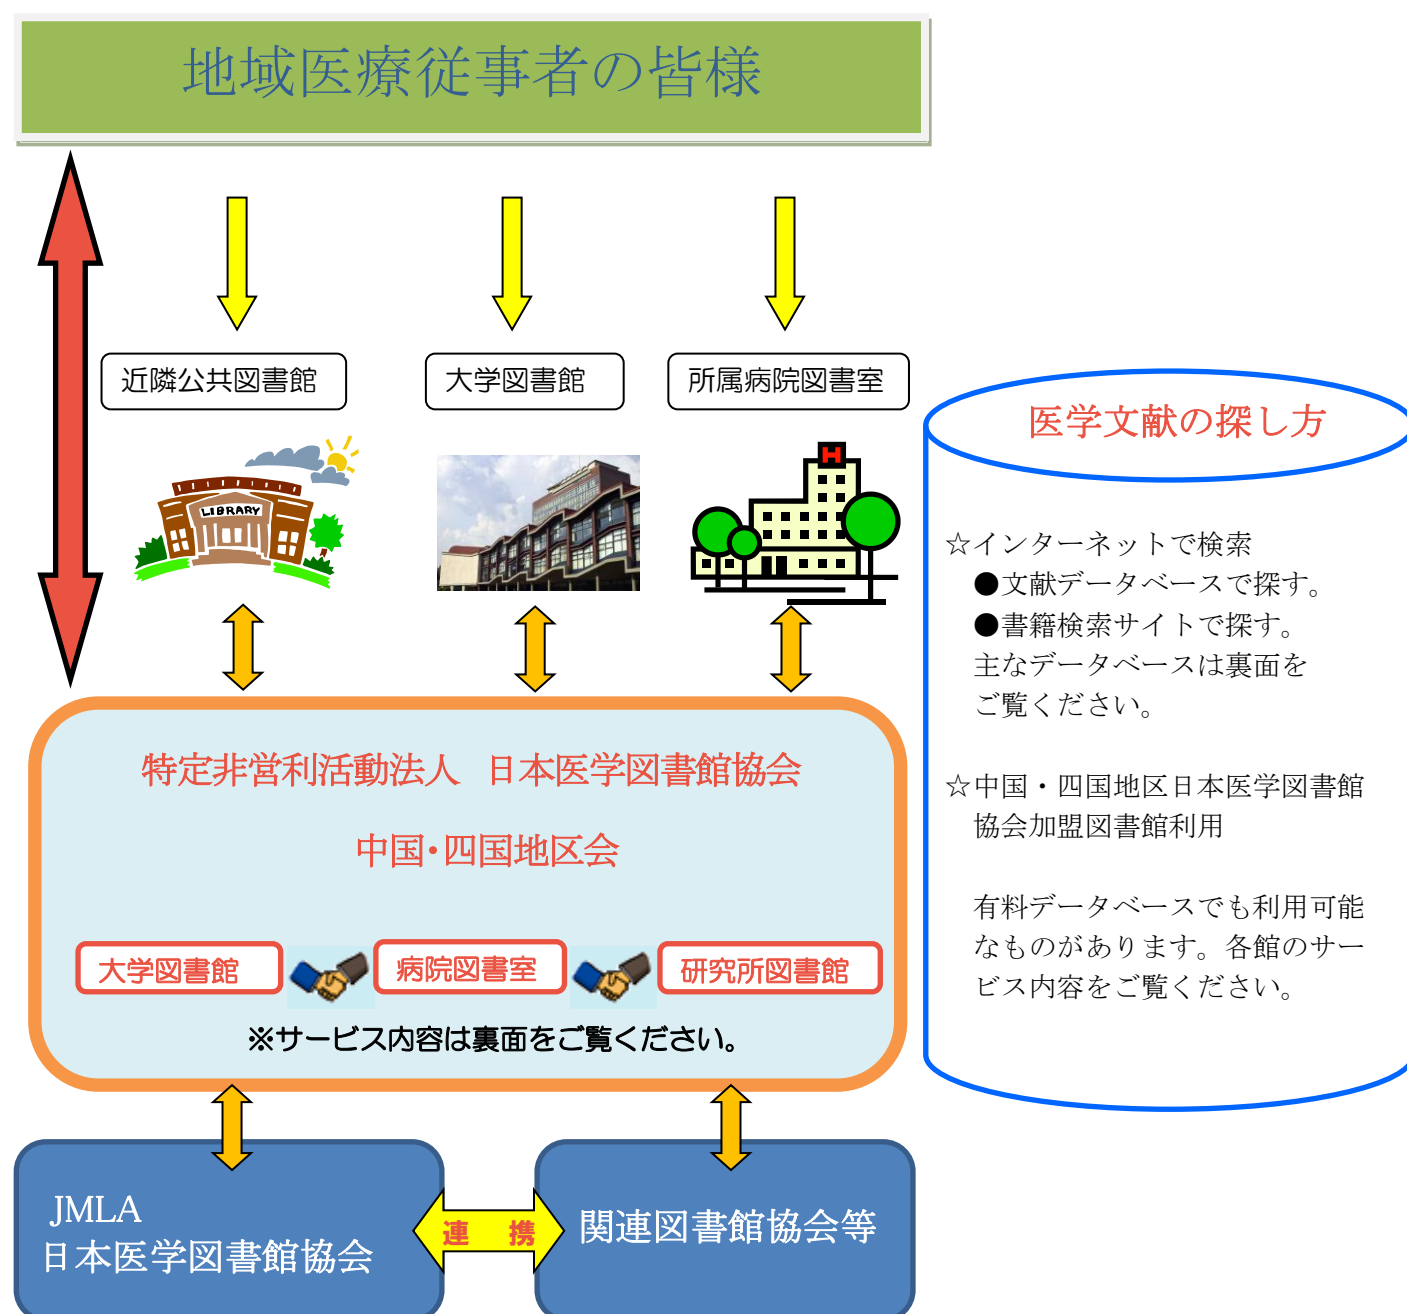 地域医療従事者の皆様
近隣公共図書館
大学図書館
所属病院図書室
LIBRARY
H
特定非営利活動法人　日本医学図書館協会
中国・四国地区会
大学図書館
病院図書室
研究所図書館
※サービス内容は裏面をご覧ください。
JMLA
日本医学図書館協会
連　携
関連図書館協会等
医学文献の探し方
☆インターネットで検索
●文献データベースで探す。
●書籍検索サイトで探す。
主なデータベースは裏面を
ご覧ください。
☆中国・四国地区日本医学図書館
協会加盟図書館利用
有料データベースでも利用可能
なものがあります。各館のサー
ビス内容をご覧ください。